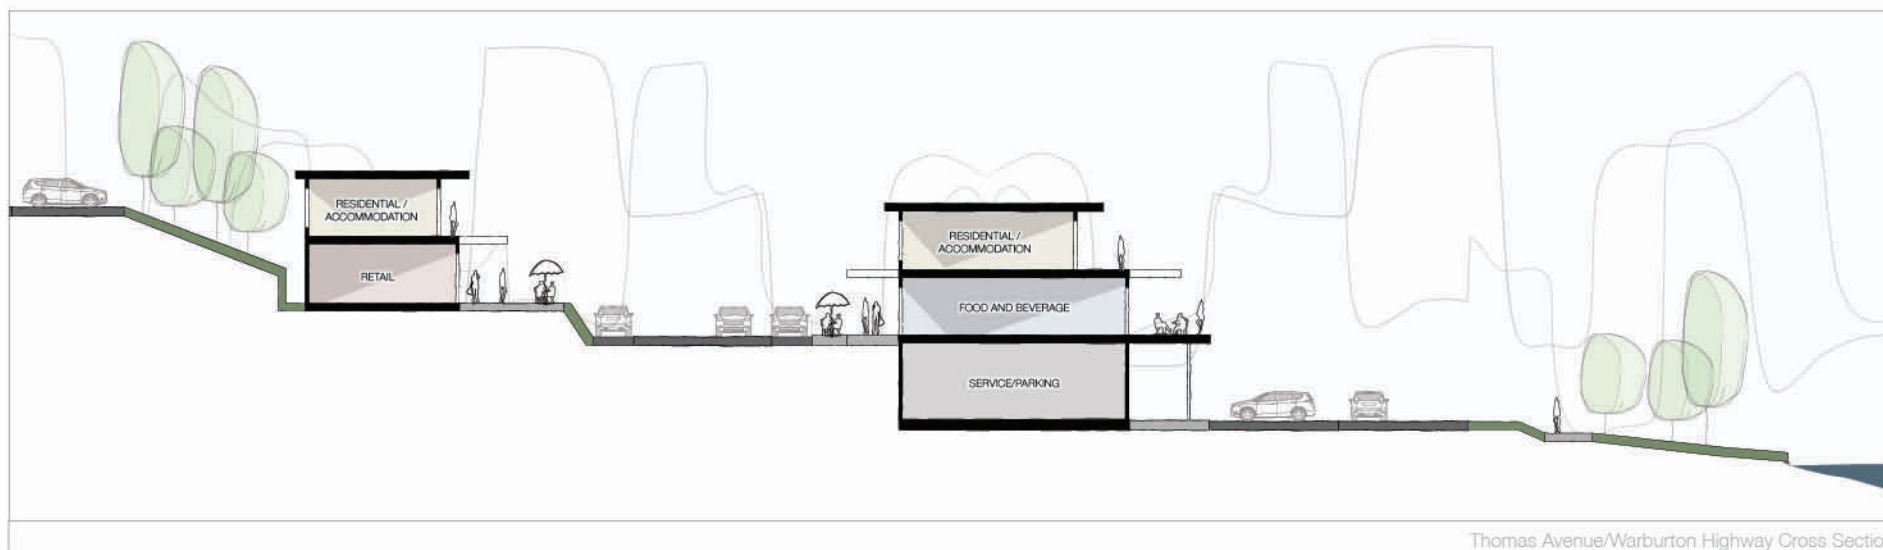 RESIDENTIAL /
ACCOMMODATION
RETAIL
RESIDENTIAL /
ACCOMMODATION
FOOD AND BEVERAGE
SERVICE/PARKING
Thomas Avenue/Warburton Highway Cross Sectio